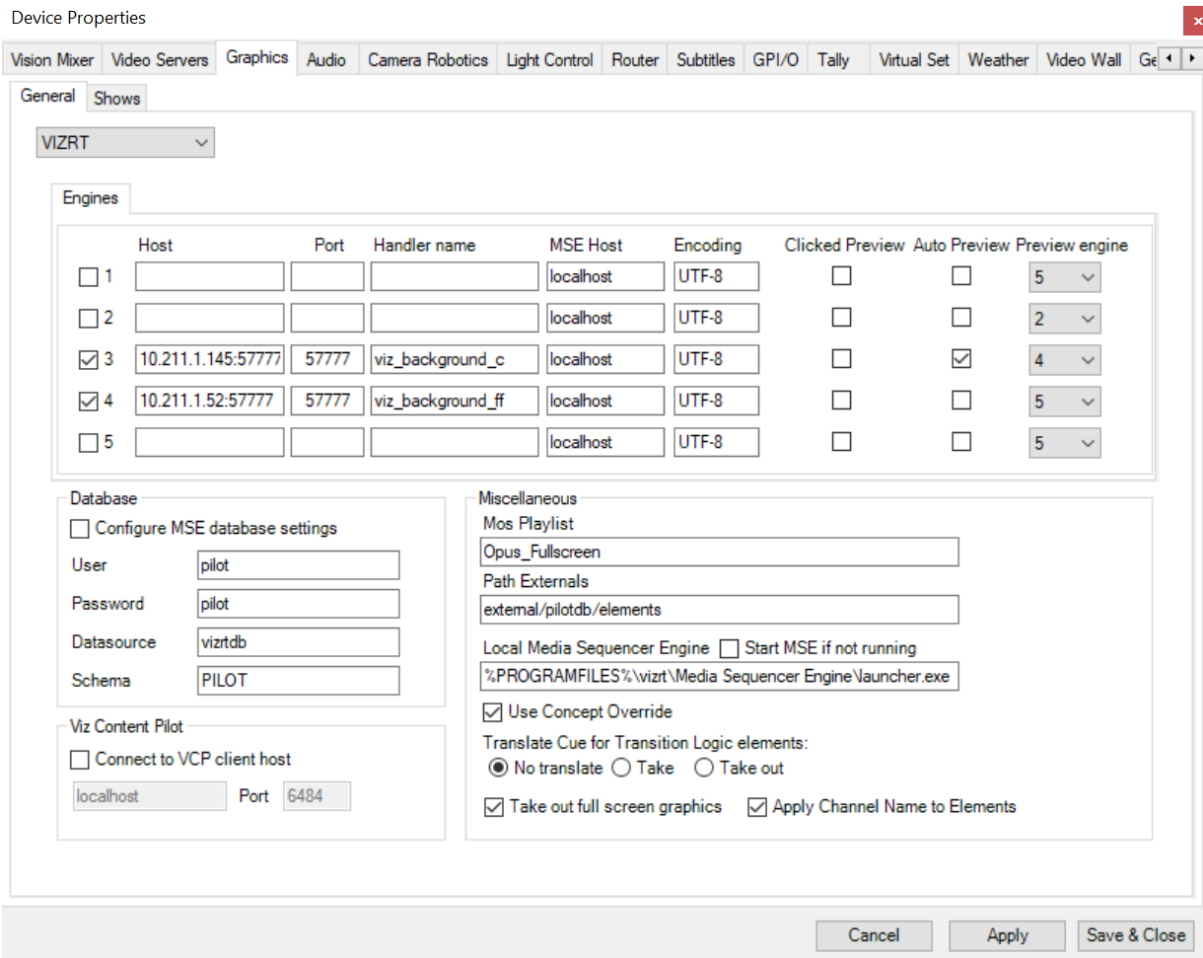 Device Properties
x
Vision Mixer Video Servers Graphics Audio Camera Robotics Light Control Router Subtitles GPI/O Tally Virtual Set Weather Video Wall Ge
General Shows
VIZRT
Engines
Host Port Handler name MSE Host Encoding Clicked Preview Auto Preview Preview engine
1 localhost UTF-8 5
2 localhost UTF-8 2
3 10.211.1.145:57777 57777 viz_background_c localhost UTF-8 4
4 10.211.1.52:57777 57777 viz_background_ff localhost UTF-8 5
5 localhost UTF-8 5
Database
Configure MSE database settings
User pilot
Password pilot
Datasource vizrtdb
Schema PILOT
Viz Content Pilot
Connect to VCP client host
localhost Port 6484
Miscellaneous
Mos Playlist
Opus_Fullscreen
Path Externals
external/pilotdb/elements
Local Media Sequencer Engine Start MSE if not running
%PROGRAMFILES%\vizrt\Media Sequencer Engine\launcher.exe
Use Concept Override
Translate Cue for Transition Logic elements:
No translate Take Take out
Take out full screen graphics Apply Channel Name to Elements
Cancel Apply Save & Close